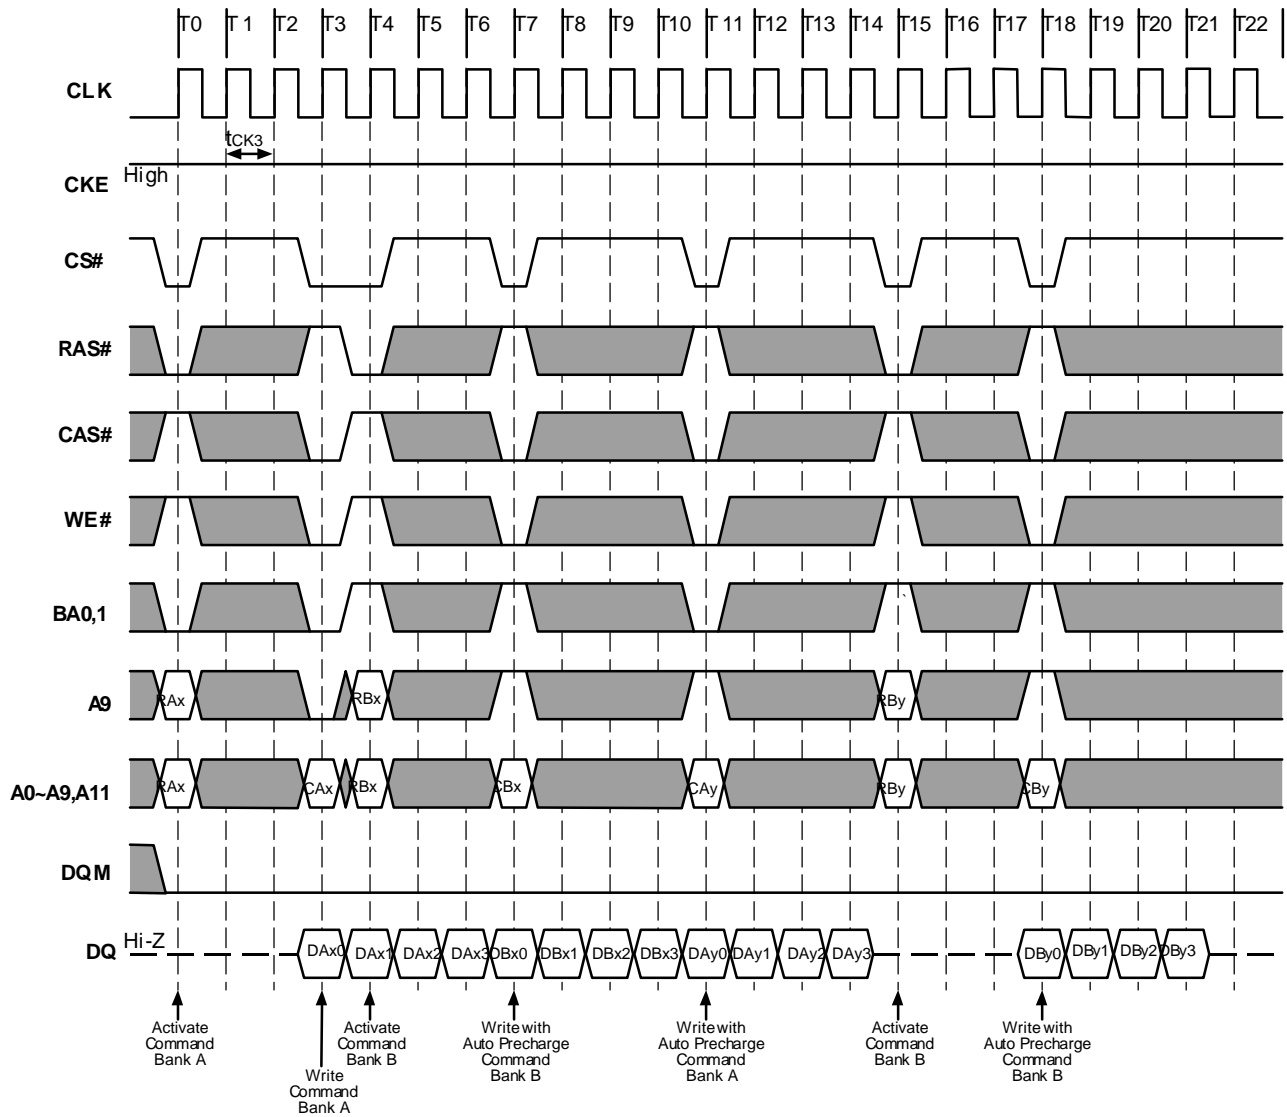 T0 T 1 T2 T3 T4 T5 T6 T7 T8 T9 T10 T 11 T12 T13 T14 T15 T16 T17 T18 T19 T20 T21 T22
CLK
tCK3
High
CKE
CS#
RAS#
CAS#
WE#
BA0,1
A9 RAx RBx RBy
A0~A9,A11 RAx CAx RBx CBx CAy RBy CBy
DQM
Hi-Z
DQ DAx0 DAx1 DAx2 DAx3 DBx0 DBx1 DBx2 DBx3 DAy0 DAy1 DAy2 DAy3 DBy0 DBy1 DBy2 DBy3
Activate
Command
Bank A
Write
Command
Bank A
Activate
Command
Bank B
Write with
Auto Precharge
Command
Bank B
Write with
Auto Precharge
Command
Bank A
Activate
Command
Bank B
Write with
Auto Precharge
Command
Bank B